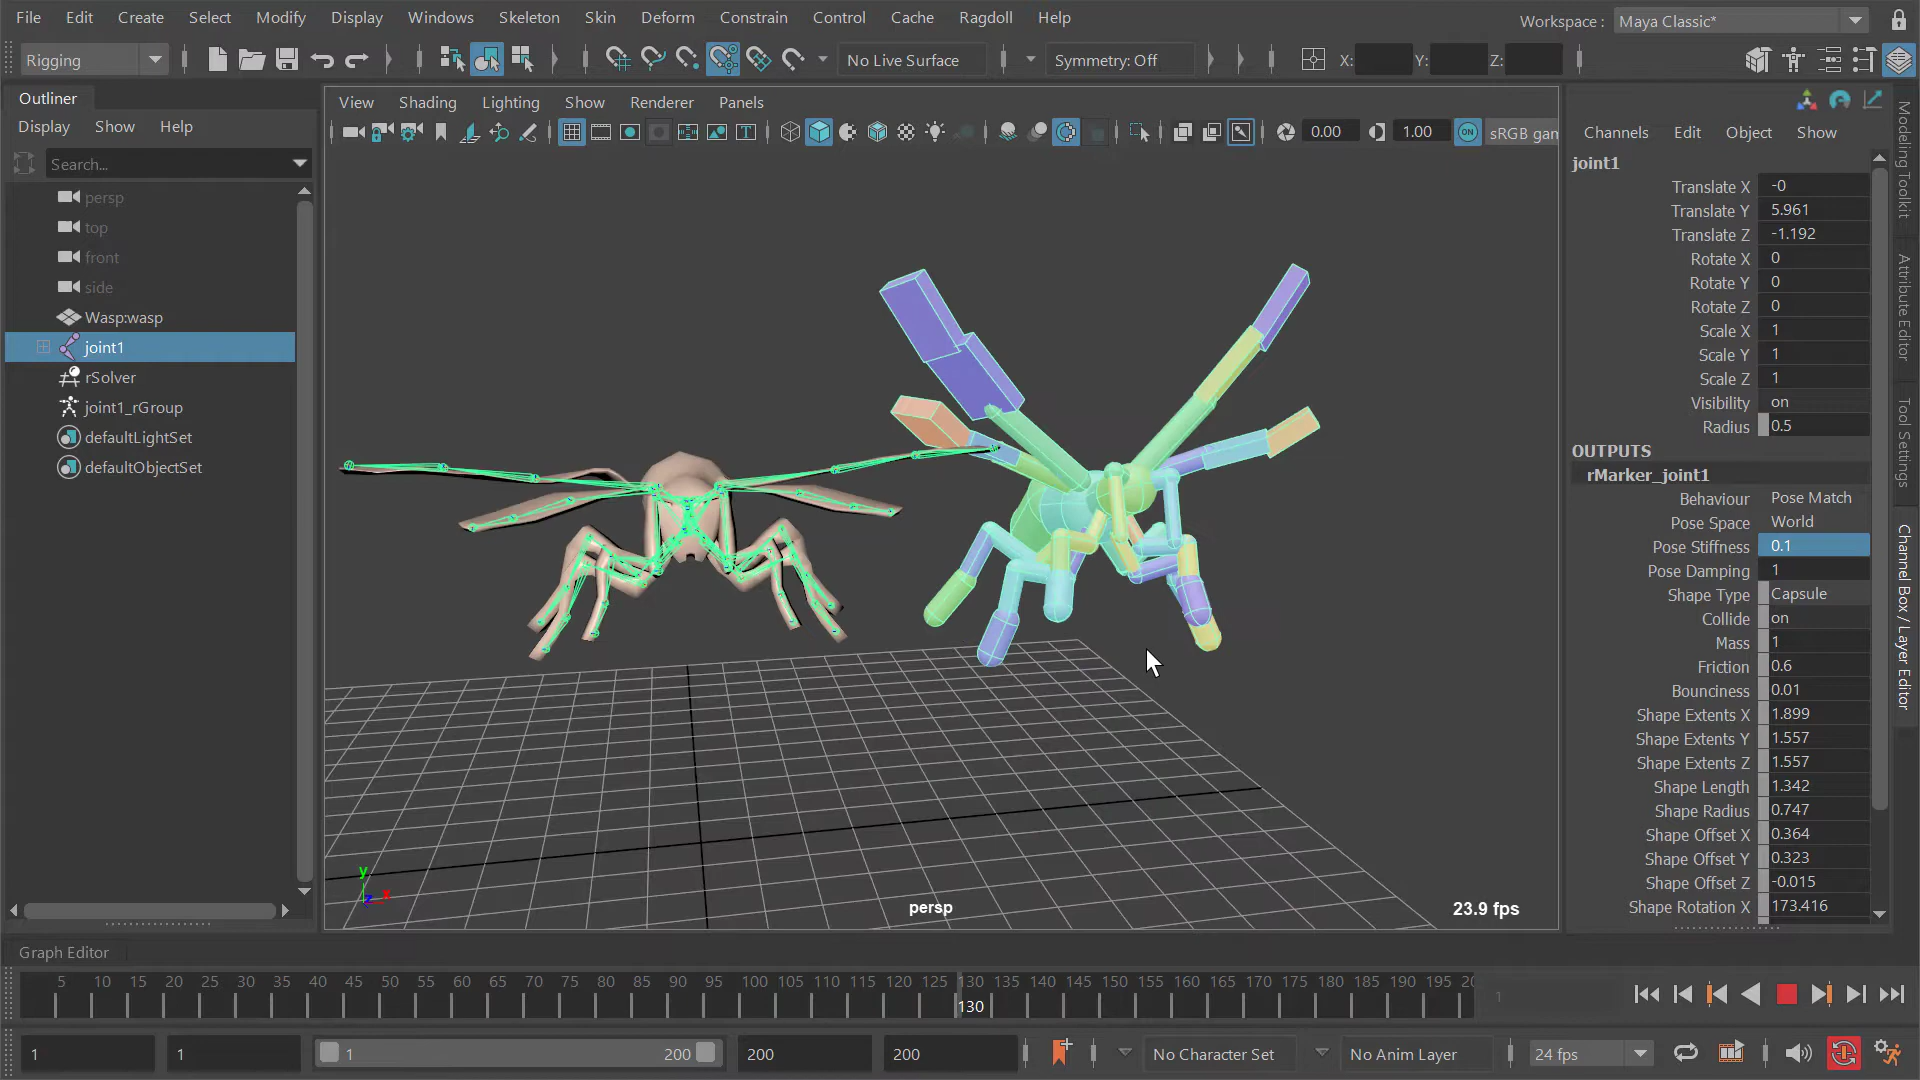 File Edit Create Select Modify Display Windows Skeleton Skin Deform Constrain Control Cache Ragdoll Help
Workspace : Maya Classic*
Rigging
No Live Surface
Symmetry: Off
X:
Y:
Z:
Outliner
Display Show Help
Search...
persp
top
front
side
Wasp:wasp
joint1
rSolver
joint1_rGroup
defaultLightSet
defaultObjectSet
View Shading Lighting Show Renderer Panels
0.00
1.00
ON
sRGB gam
persp
23.9 fps
y
z
x
Channels Edit Object Show
joint1
Translate X -0
Translate Y 5.961
Translate Z -1.192
Rotate X 0
Rotate Y 0
Rotate Z 0
Scale X 1
Scale Y 1
Scale Z 1
Visibility on
Radius 0.5
OUTPUTS
rMarker_joint1
Behaviour Pose Match
Pose Space World
Pose Stiffness 0.1
Pose Damping 1
Shape Type Capsule
Collide on
Mass 1
Friction 0.6
Bounciness 0.01
Shape Extents X 1.899
Shape Extents Y 1.557
Shape Extents Z 1.557
Shape Length 1.342
Shape Radius 0.747
Shape Offset X 0.364
Shape Offset Y 0.323
Shape Offset Z -0.015
Shape Rotation X 173.416
Modeling Toolkit
Attribute Editor
Tool Settings
Channel Box / Layer Editor
Graph Editor
5 10 15 20 25 30 35 40 45 50 55 60 65 70 75 80 85 90 95 100 105 110 115 120 125 130 135 140 145 150 155 160 165 170 175 180 185 190 195 20
130
1
1
1
1 200
200
200
No Character Set
No Anim Layer
24 fps